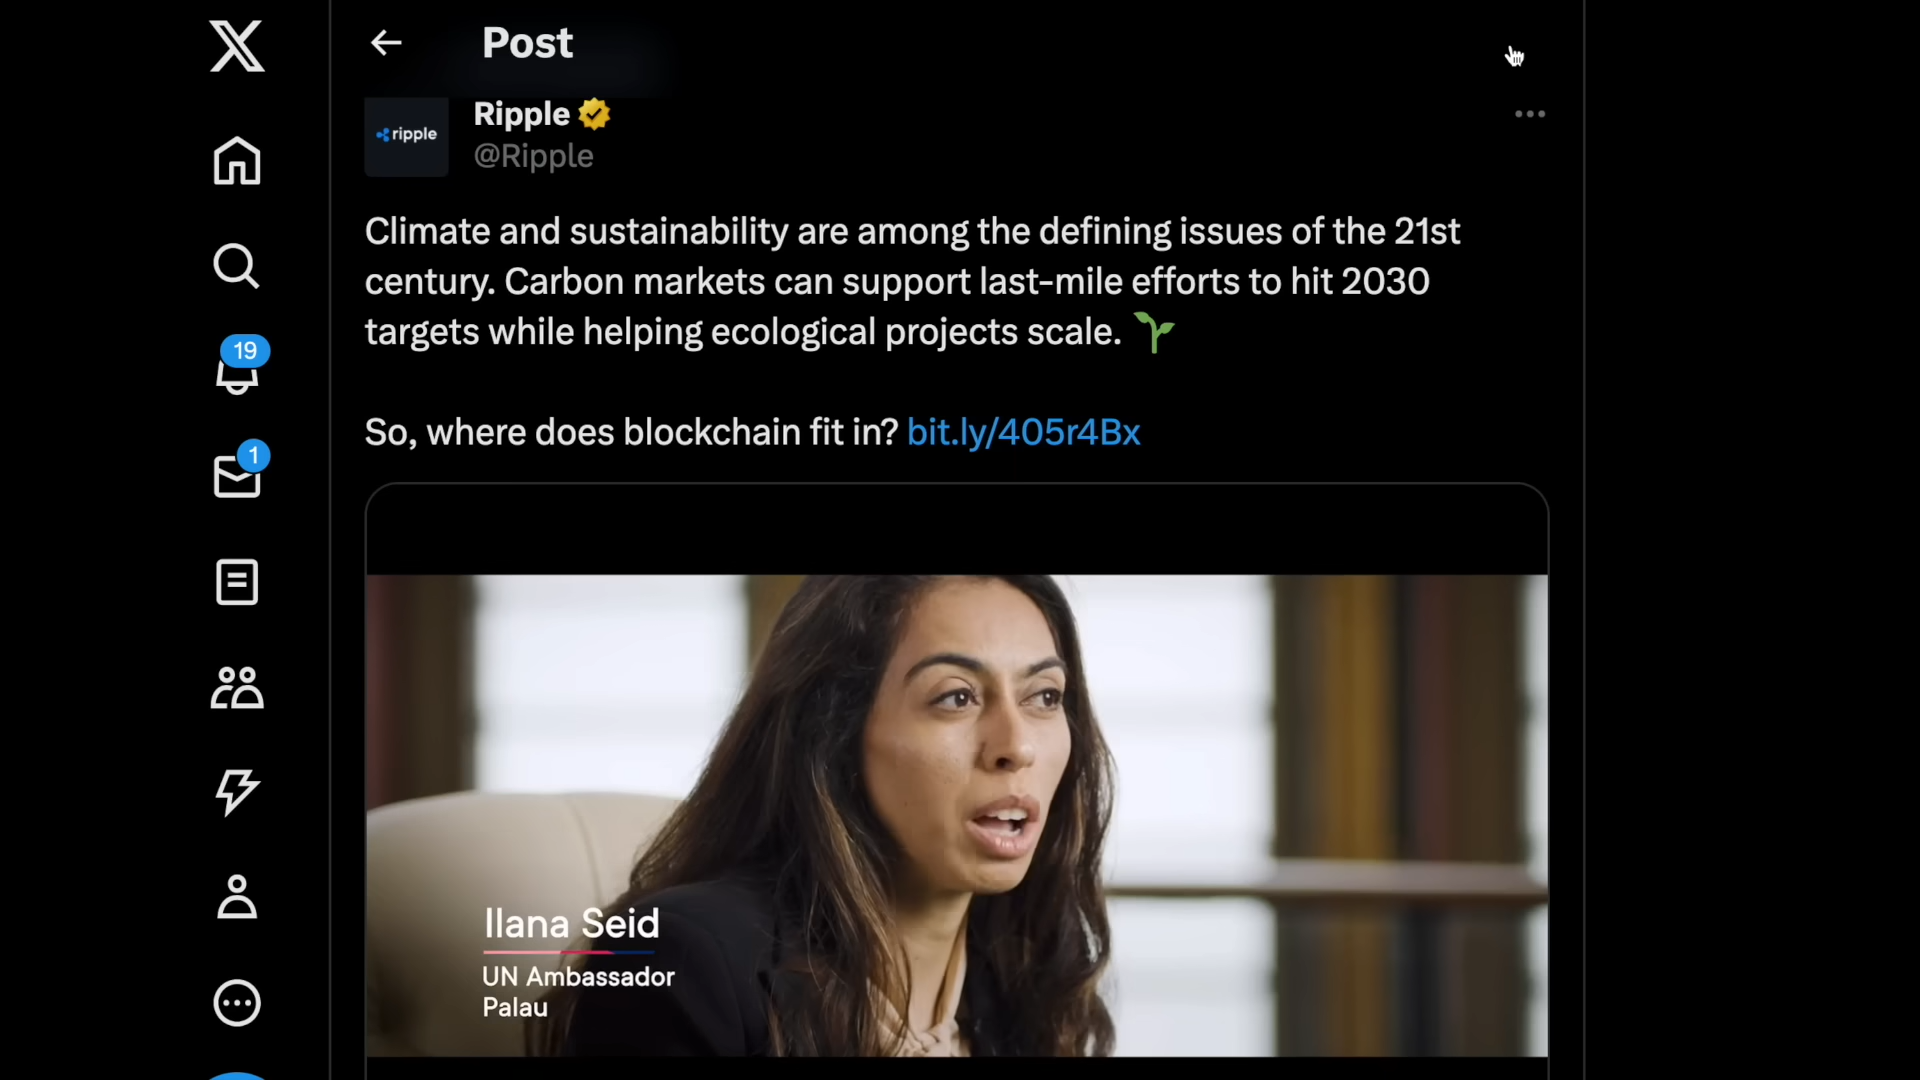 Post
ripple
Ripple
@Ripple
Climate and sustainability are among the defining issues of the 21st
century. Carbon markets can support last-mile efforts to hit 2030
targets while helping ecological projects scale.
So, where does blockchain fit in? bit.ly/405r4Bx
19
1
Ilana Seid
UN Ambassador
Palau